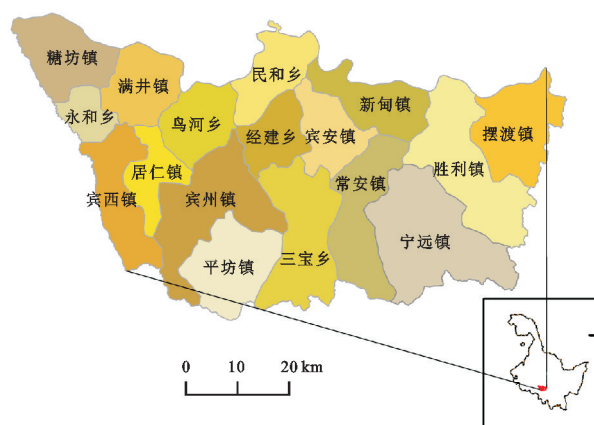 糖坊镇
满井镇
民和乡
新甸镇
摆渡镇
永和乡
鸟河乡
经建乡
宾安镇
胜利镇
居仁镇
常安镇
宾西镇
宾州镇
宁远镇
平坊镇
三宝乡
0 10 20 km